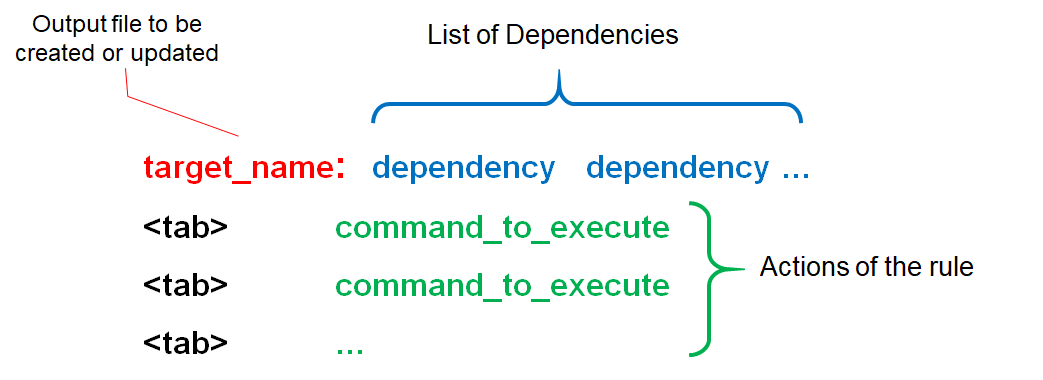 Output file to be
created or updated
List of Dependencies
target_name: dependency dependency ...
<tab> command_to_execute
<tab> command_to_execute
<tab> ...
Actions of the rule